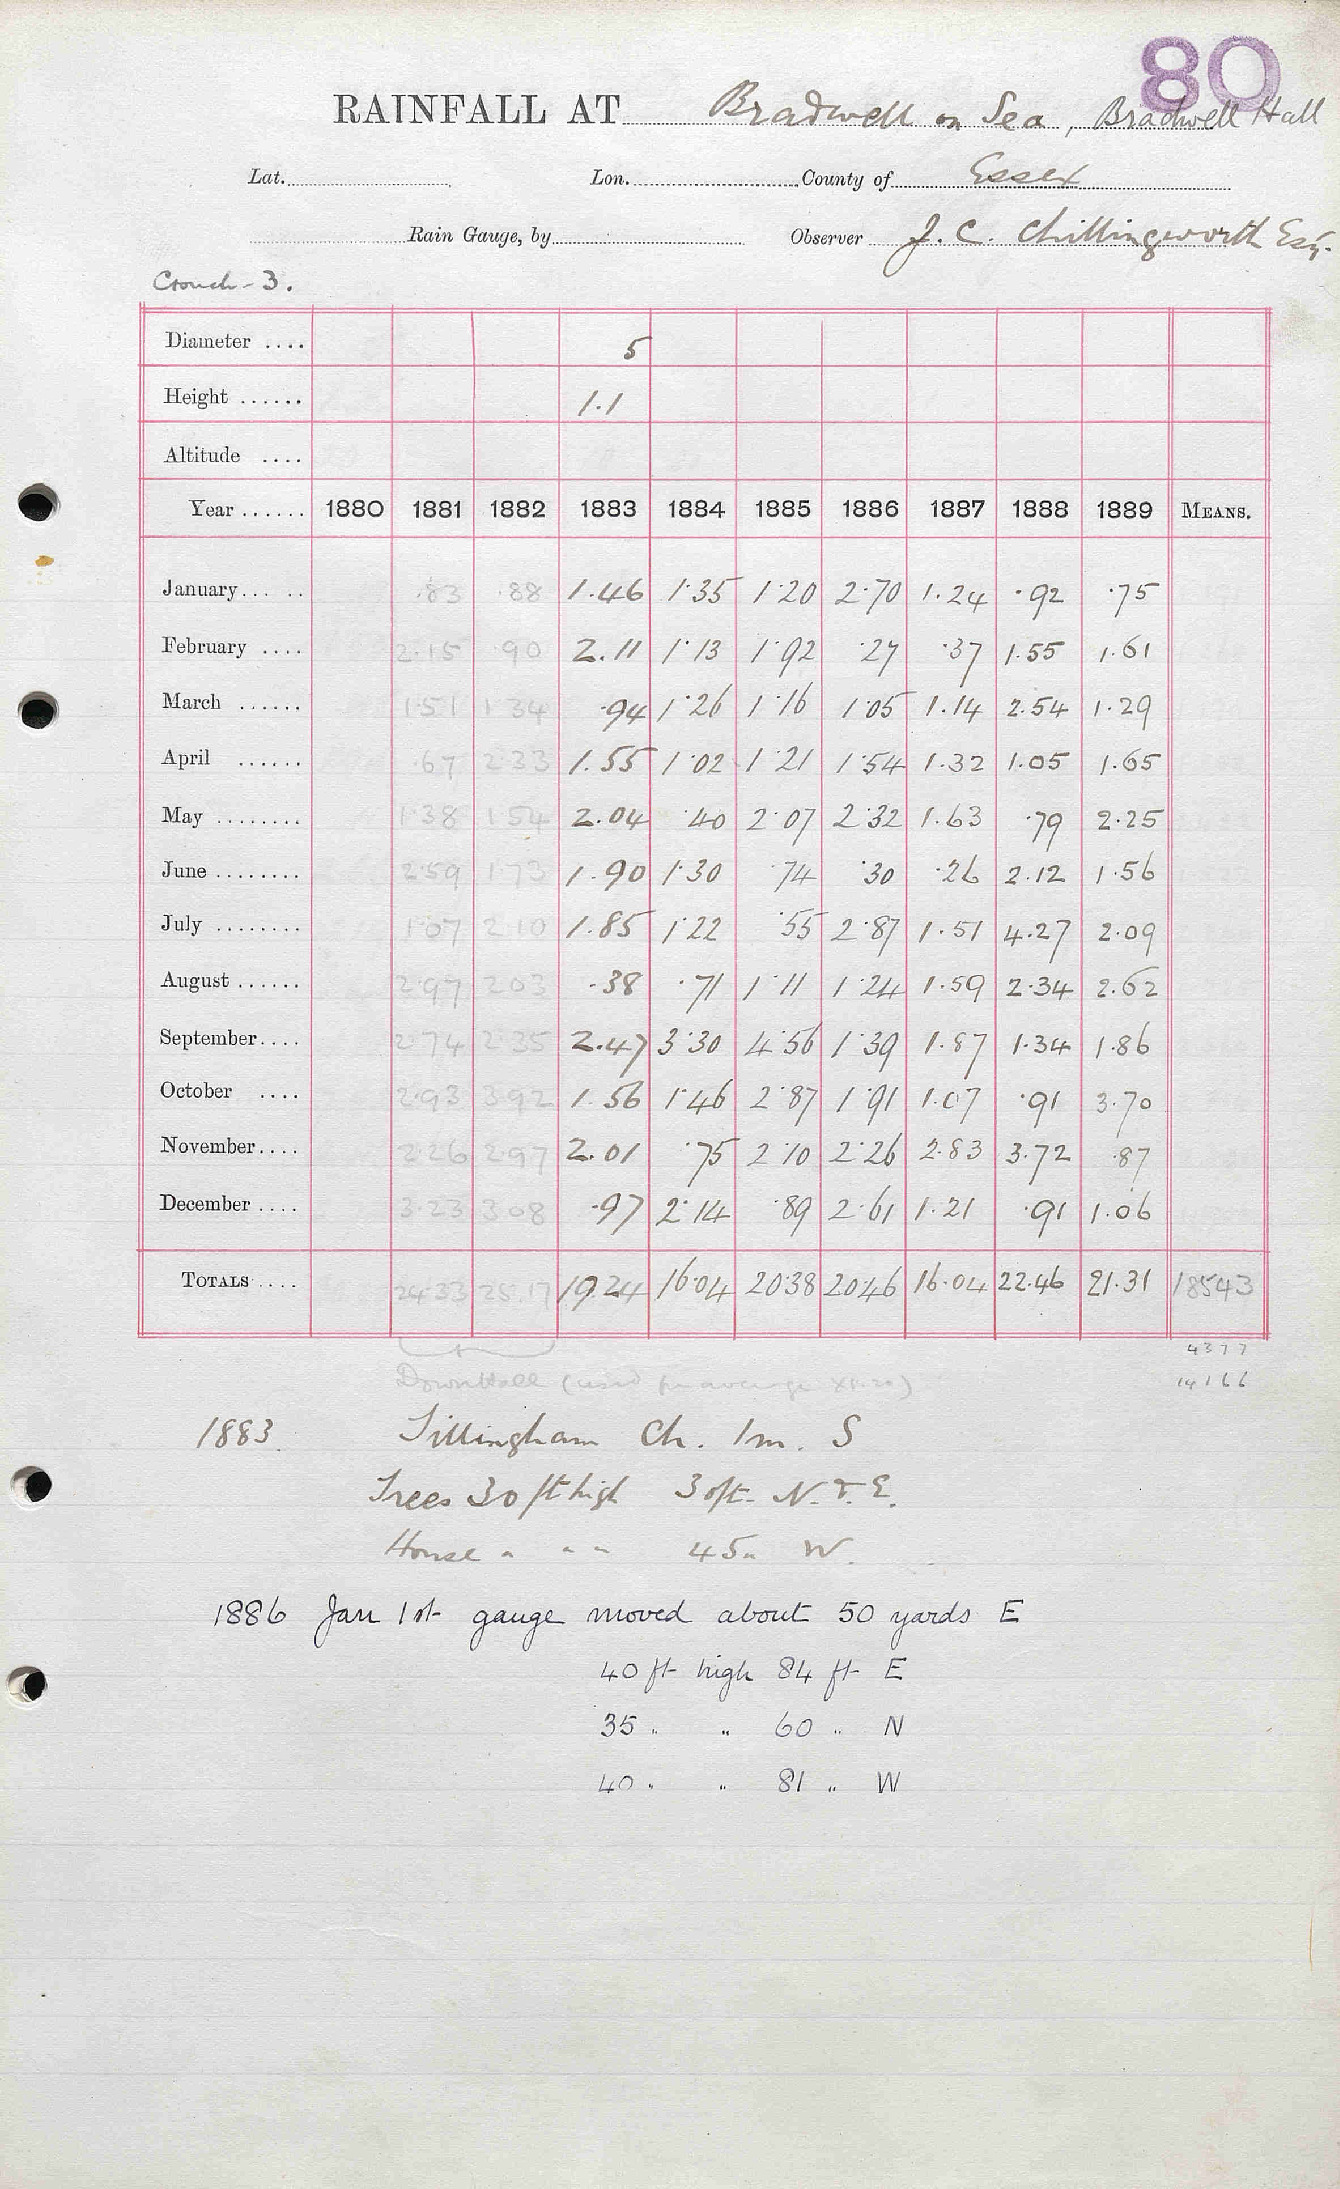 80
RAINFALL AT Bradwell on Sea, Bradwell Hall
Lat. Lon. County of Essex
Rain Gauge, by Observer J. C. Chillingworth Esq.
Crouch - 3.
Diameter .... 5
Height ...... 1.1
Altitude ....
Year ...... 1880 1881 1882 1883 1884 1885 1886 1887 1888 1889 MEANS.
January... .. .83 .88 1.46 1.35 1.20 2.70 1.24 .92 .75
February .... 2.15 .90 2.11 1.13 1.92 .27 .37 1.55 1.61
March ...... 1.51 1.34 .94 1.26 1.16 1.05 1.14 2.54 1.29
April ...... .67 2.33 1.55 1.02 1.21 1.54 1.32 1.05 1.65
May ........ 1.38 1.54 2.04 .40 2.07 2.32 1.63 .79 2.25
June ........ 2.59 1.73 1.90 1.30 .74 .30 .26 2.12 1.56
July ........ 1.07 2.10 1.85 1.22 .55 2.87 1.51 4.27 2.09
August ...... 2.97 2.03 .38 .71 1.11 1.24 1.59 2.34 2.62
September.... 2.74 2.35 2.47 3.30 4.56 1.39 1.87 1.34 1.86
October .... 2.93 3.92 1.56 1.46 2.87 1.91 1.07 .91 3.70
November.... 2.26 2.97 2.01 .75 2.10 2.26 2.83 3.72 .87
December .... 3.23 3.08 .97 2.14 .89 2.61 1.21 .91 1.06
TOTALS .... 24.33 25.17 19.24 16.04 20.38 20.46 16.04 22.46 21.31 18543
4377
Down Hall (used for average 14166
1883. Tillingham Ch. 1m. S
Trees 30 ft high 30ft. N. & E.
House " " " 45 " W.
1886 Jan 1st gauge moved about 50 yards E
40 ft high 84 ft E
35 " " 60 " N
40 " " 81 " W